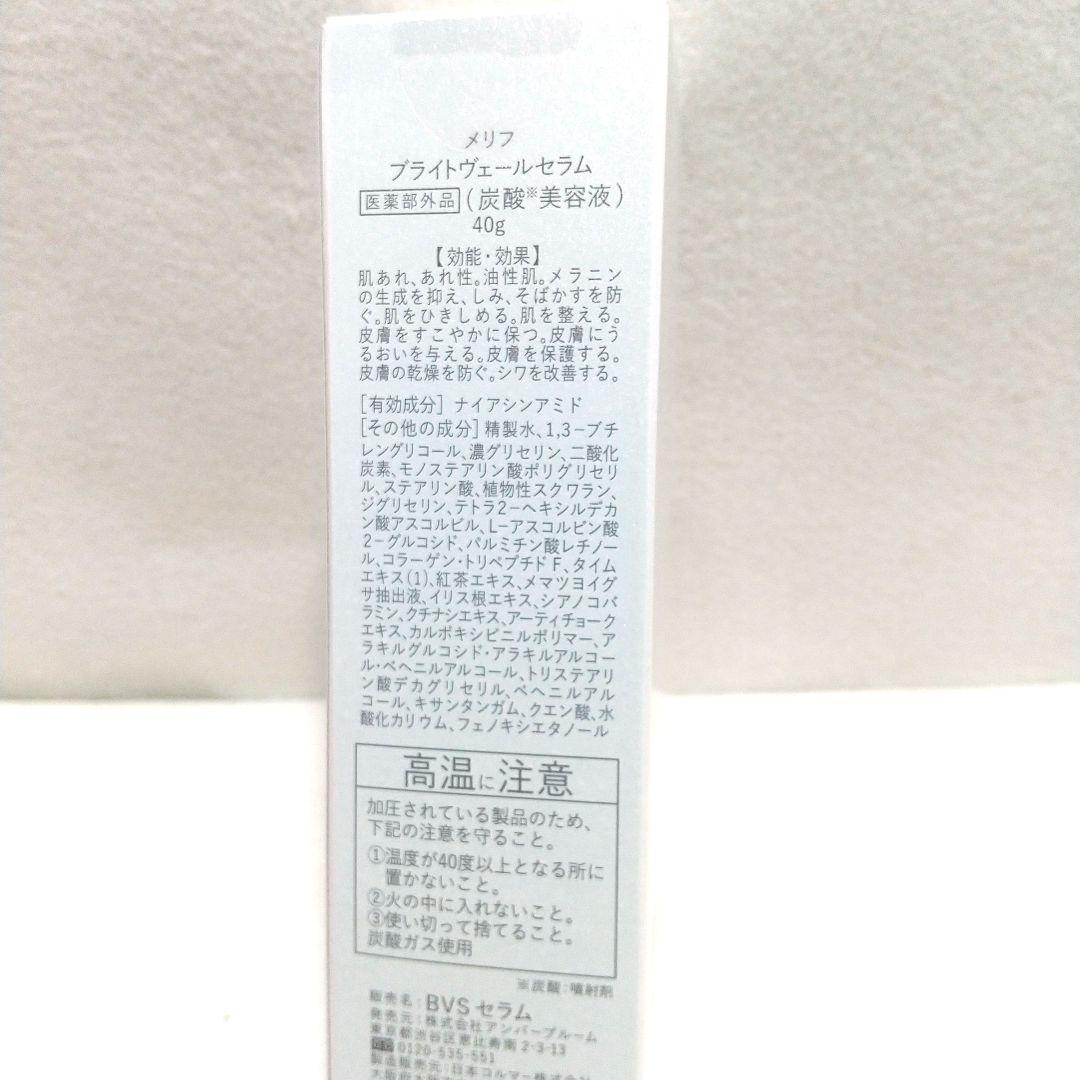 メリフ
ブライトヴェールセラム
医薬部外品（炭酸※美容液）
40g
【効能・効果】
肌あれ、あれ性。油性肌。メラニン
の生成を抑え、しみ、そばかすを防
ぐ。肌をひきしめる。肌を整える。
皮膚をすこやかに保つ。皮膚にう
るおいを与える。皮膚を保護する。
皮膚の乾燥を防ぐ。シワを改善する。
［有効成分］ ナイアシンアミド
［その他の成分］精製水、1,3−ブチ
レングリコール、濃グリセリン、二酸化
炭素、モノステアリン酸ポリグリセリ
ル、ステアリン酸、植物性スクワラン、
ジグリセリン、テトラ2−ヘキシルデカ
ン酸アスコルビル、L−アスコルビン酸
2−グルコシド、パルミチン酸レチノー
ル、コラーゲン・トリペプチド F、タイム
エキス(1)、紅茶エキス、メマツヨイグ
サ抽出液、イリス根エキス、シアノコバ
ラミン、クチナシエキス、アーティチョーク
エキス、カルボキシビニルポリマー、ア
ラキルグルコシド・アラキルアルコー
ル・ベヘニルアルコール、トリステアリ
ン酸デカグリセリル、ベヘニルアル
コール、キサンタンガム、クエン酸、水
酸化カリウム、フェノキシエタノール
高温に注意
加圧されている製品のため、
下記の注意を守ること。
①温度が40度以上となる所に
置かないこと。
②火の中に入れないこと。
③使い切って捨てること。
炭酸ガス使用
※炭酸：噴射剤
販売名：BVS セラム
発売元：株式会社アンバーブルーム
東京都渋谷区恵比寿南 2-3-13
0120-535-551
製造販売元：日本コルマー株式会社